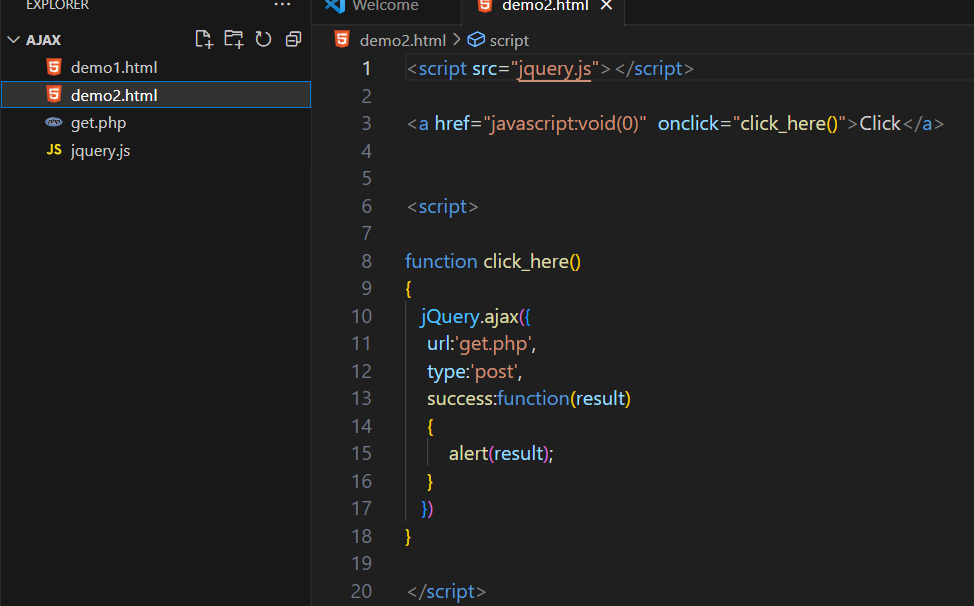 EXPLORER
···
Welcome
demo2.html
AJAX
demo1.html
demo2.html
get.php
JS jquery.js
demo2.html > script
1 <script src="jquery.js"></script>
2
3 <a href="javascript:void(0)"  onclick="click_here()">Click</a>
4
5
6 <script>
7
8 function click_here()
9 {
10 jQuery.ajax({
11 url:'get.php',
12 type:'post',
13 success:function(result)
14 {
15 alert(result);
16 }
17 })
18 }
19
20 </script>